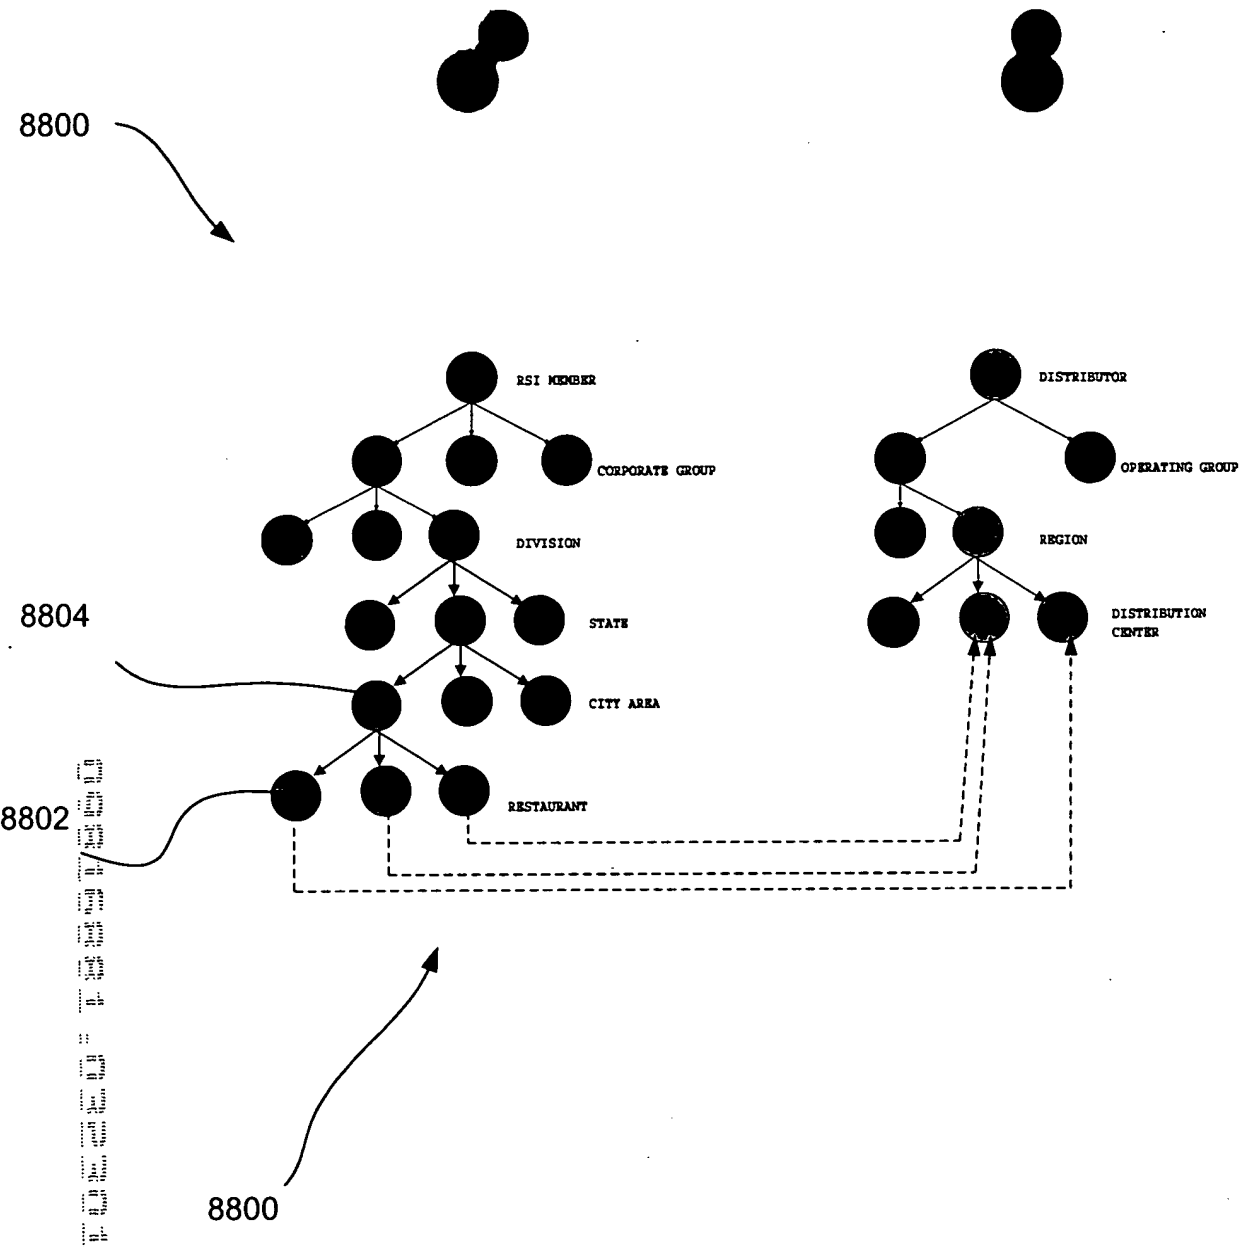 8800
RSI MEMBER
DISTRIBUTOR
CORPORATE GROUP
OPERATING GROUP
DIVISION
REGION
8804
STATE
DISTRIBUTION
CENTER
CITY AREA
8802
RESTAURANT
8800